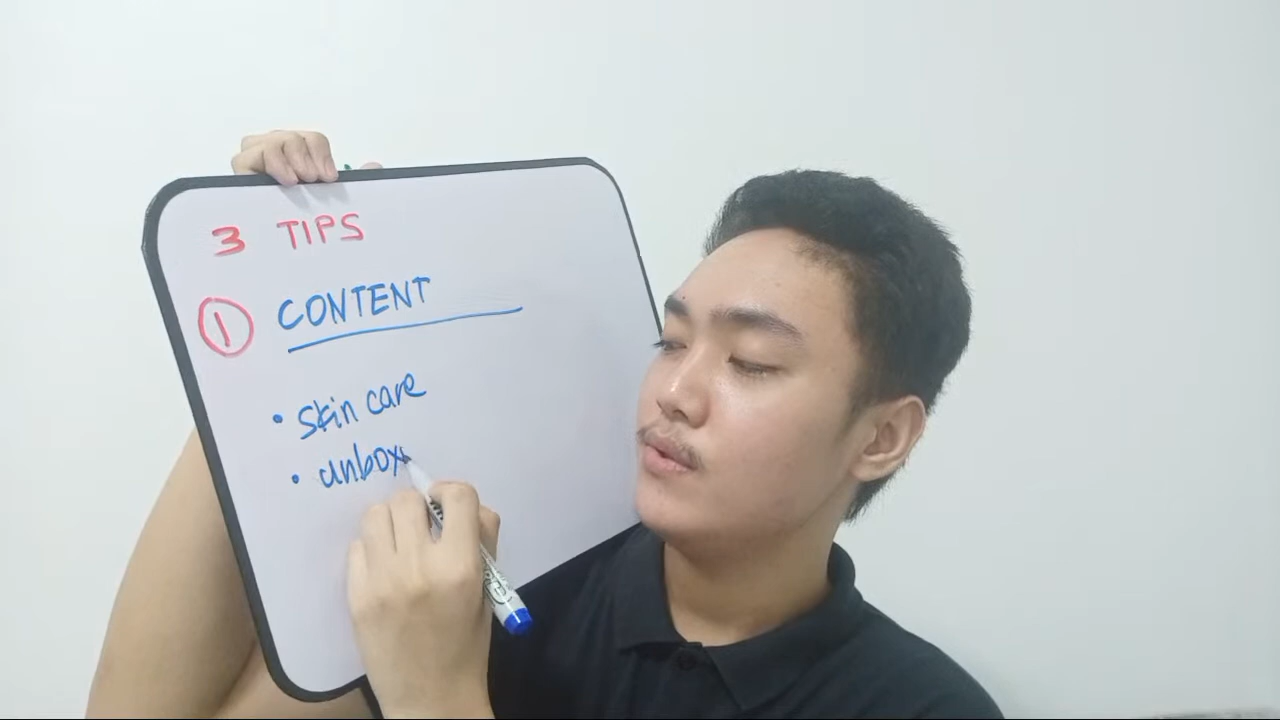 3 TIPS
① CONTENT
• skin care
• unbox